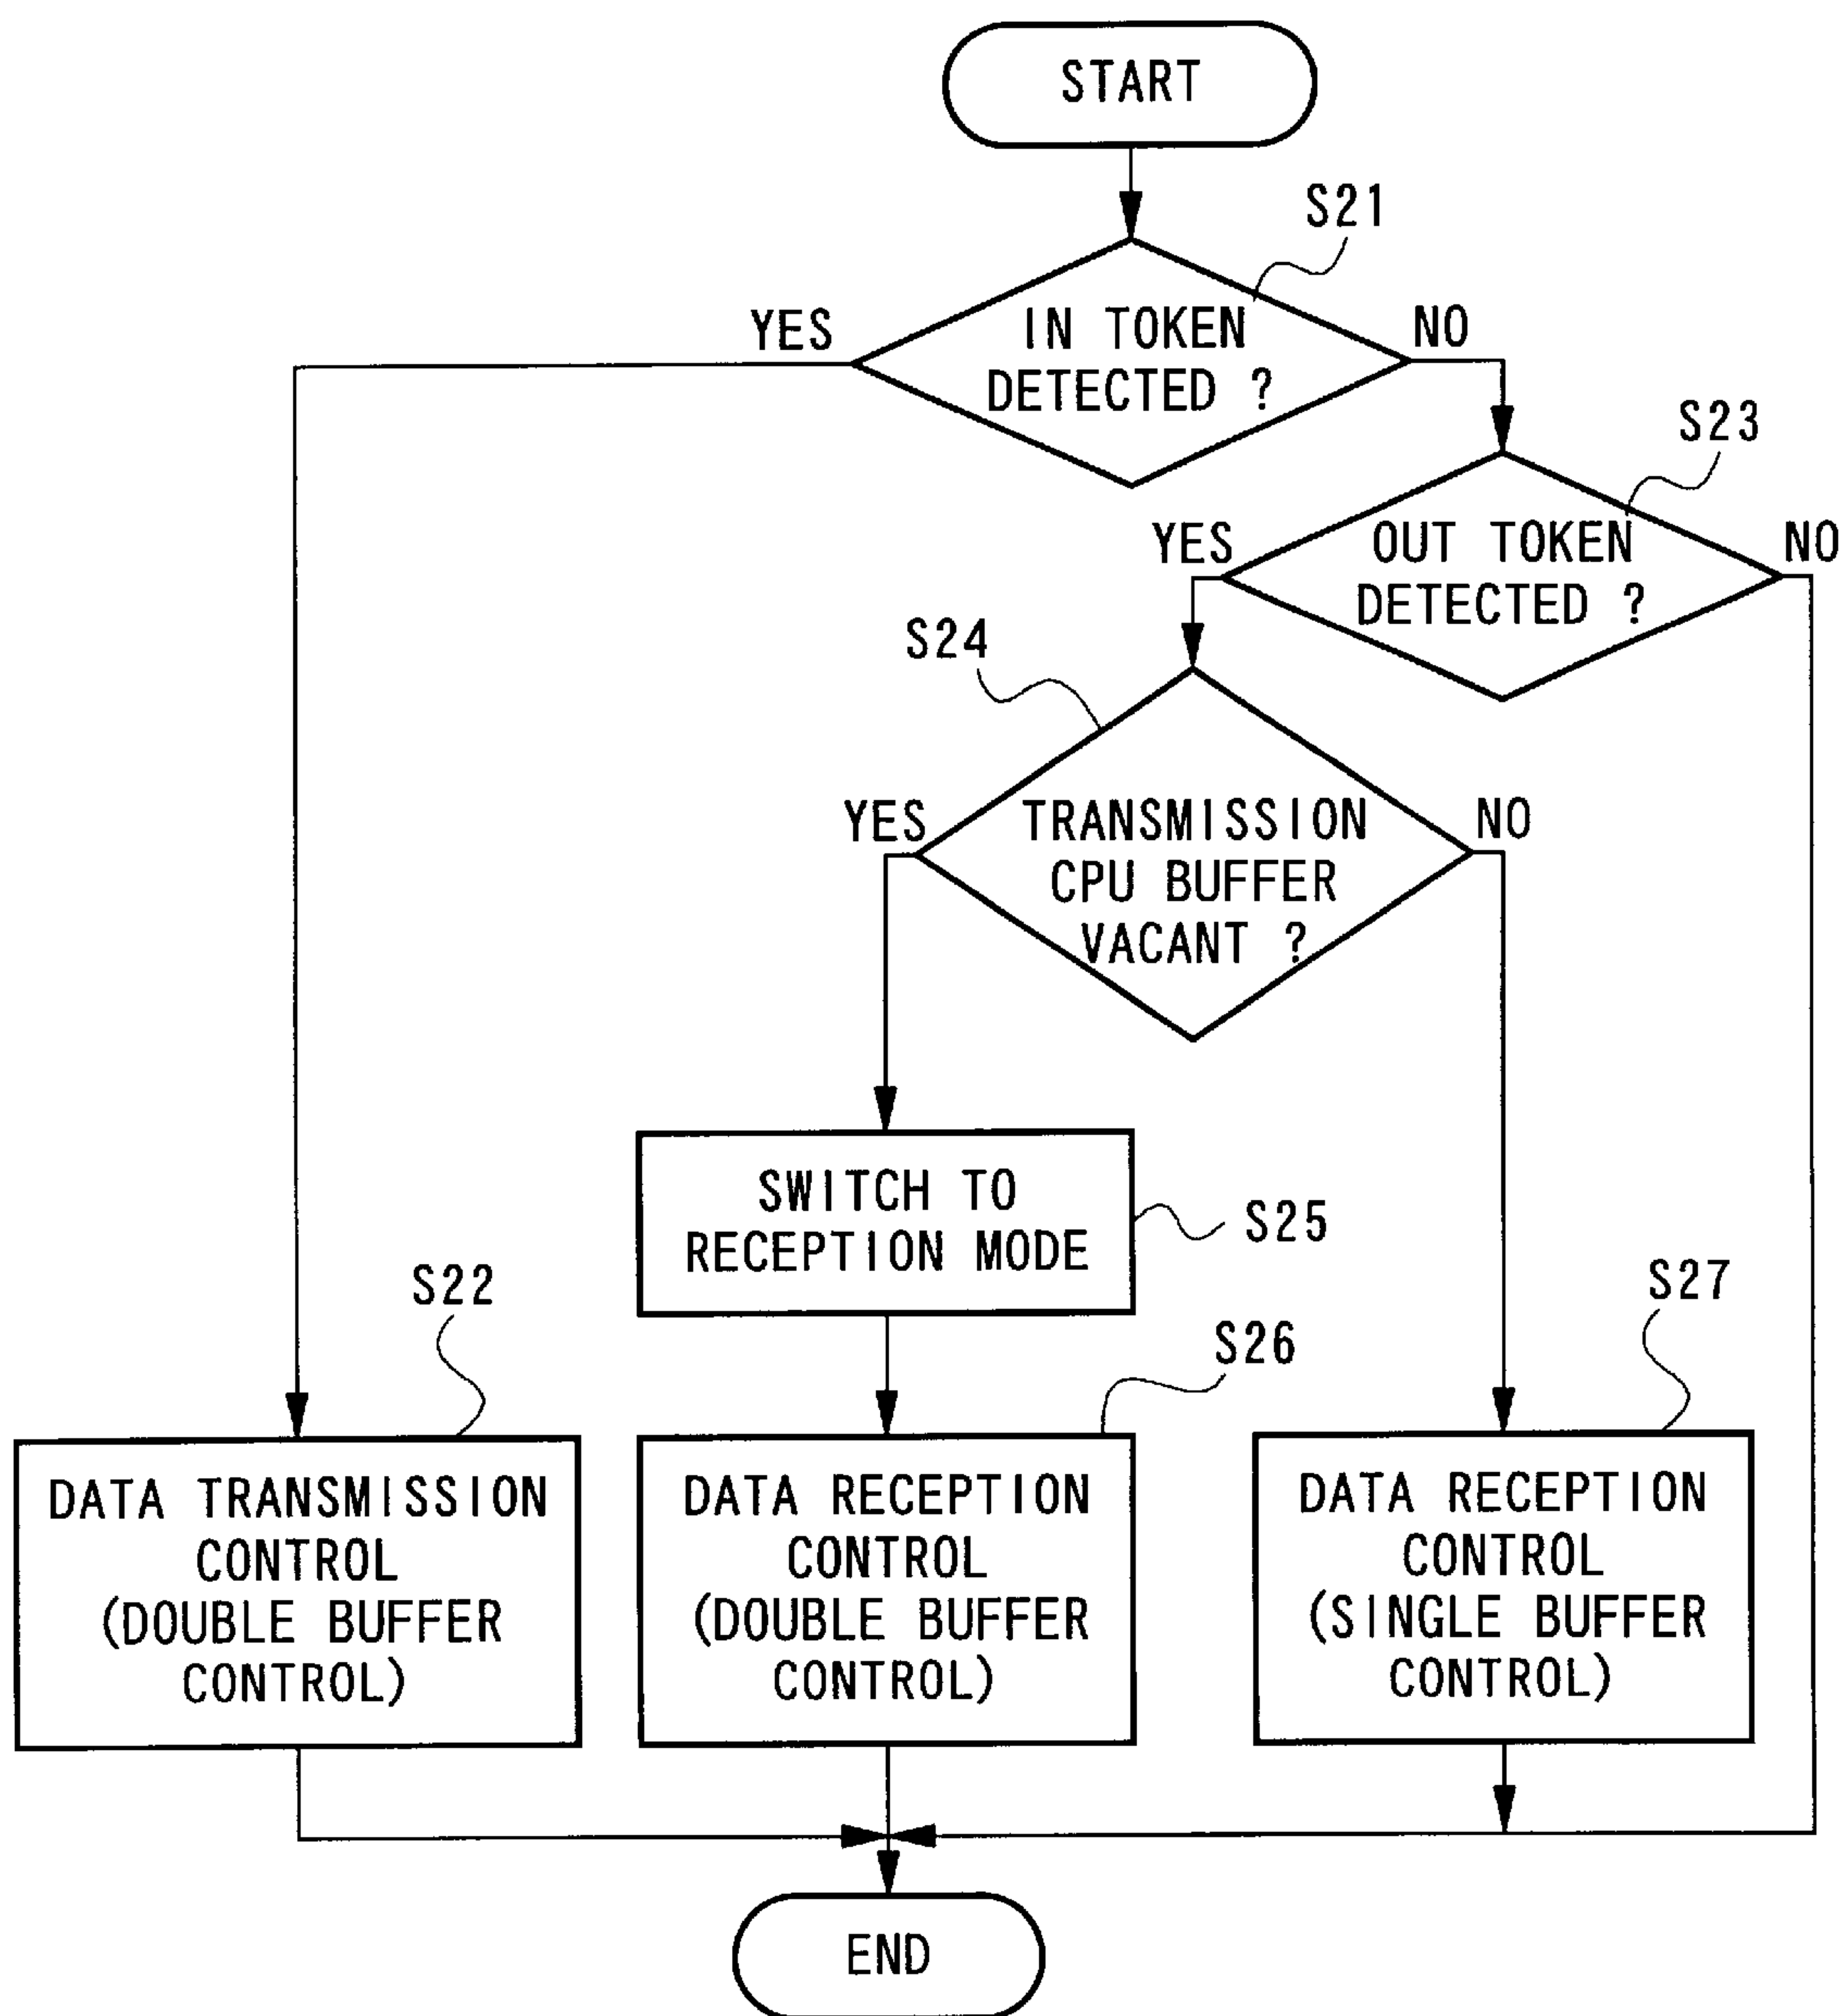 START
S21
YES
IN TOKEN
DETECTED ?
NO
S23
YES
OUT TOKEN
DETECTED ?
NO
S24
YES
TRANSMISSION
CPU BUFFER
VACANT ?
NO
SWITCH TO
RECEPTION MODE
S25
S22
S26
S27
DATA TRANSMISSION
CONTROL
(DOUBLE BUFFER
CONTROL)
DATA RECEPTION
CONTROL
(DOUBLE BUFFER
CONTROL)
DATA RECEPTION
CONTROL
(SINGLE BUFFER
CONTROL)
END